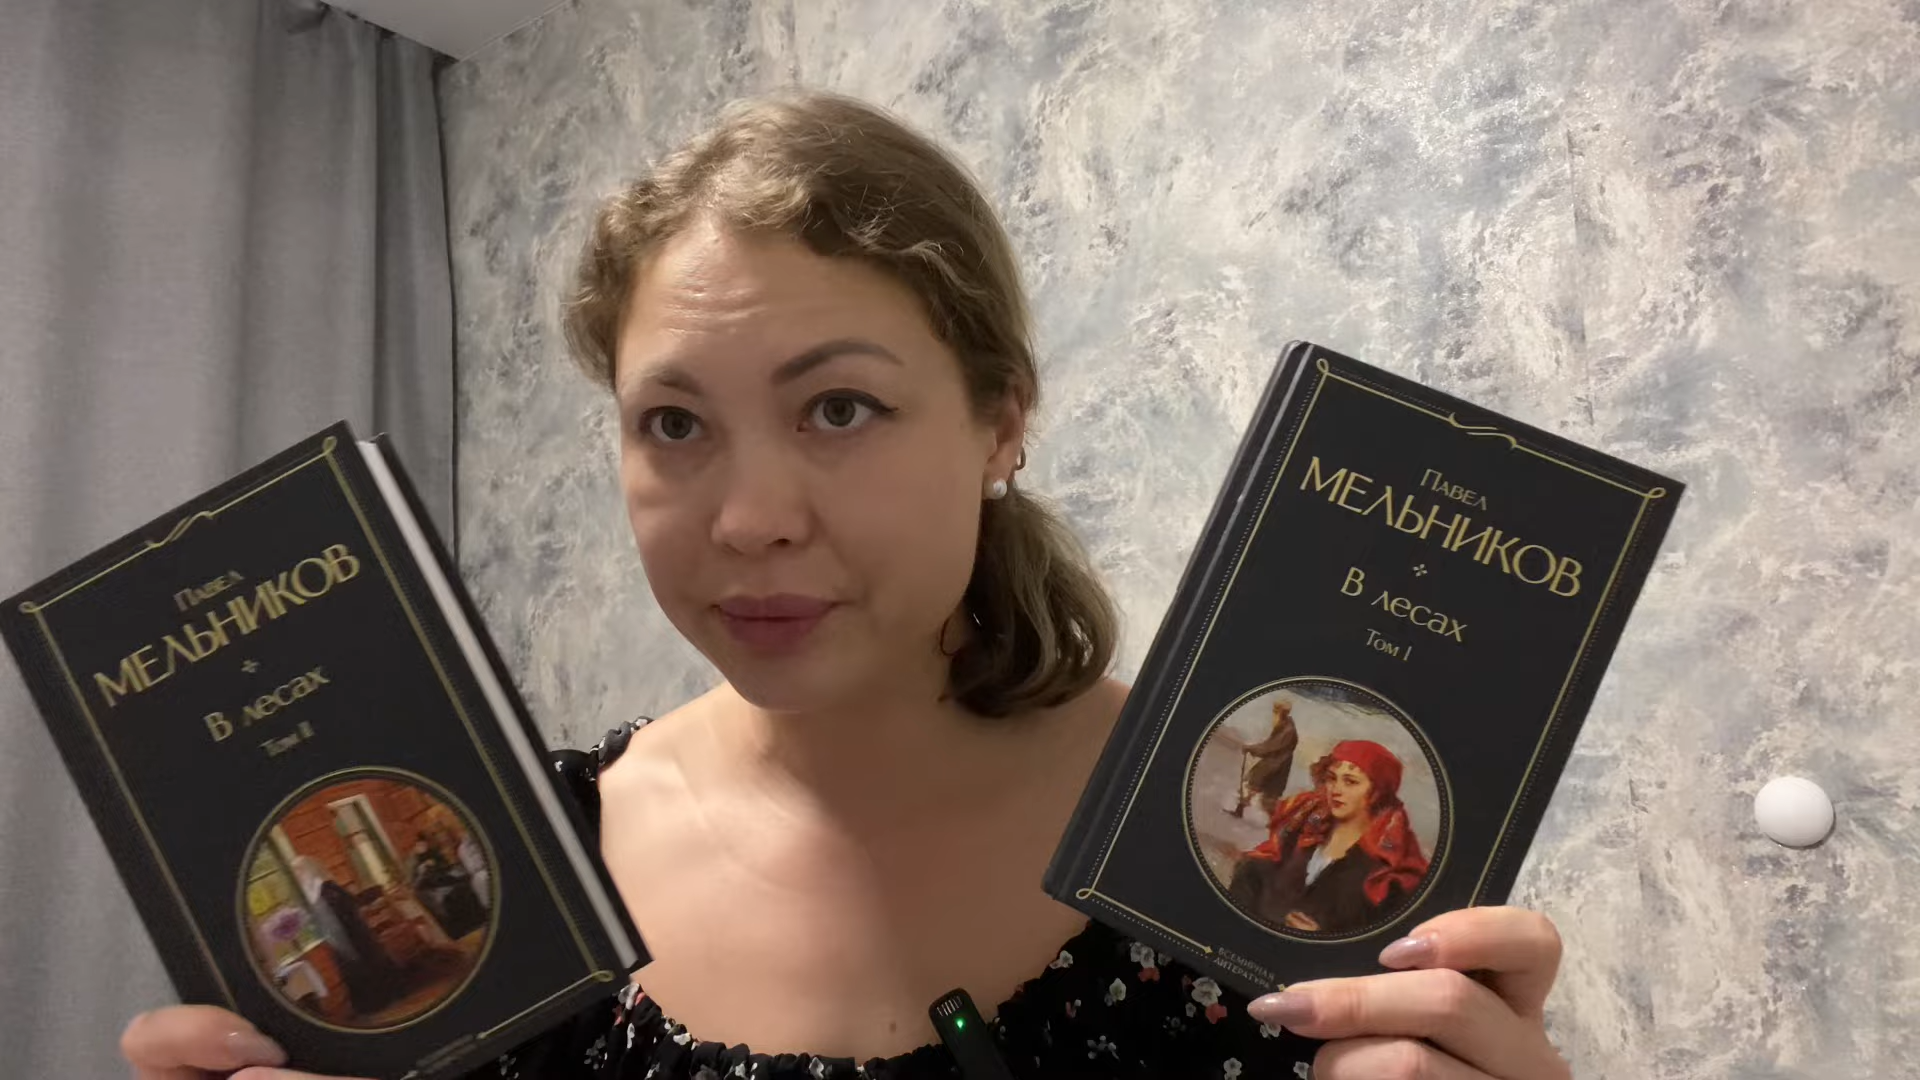 Павел
МЕЛЬНИКОВ
В лесах
Том II
Павел
МЕЛЬНИКОВ
В лесах
Том I
ВСЕМИРНАЯ
ЛИТЕРАТУРА